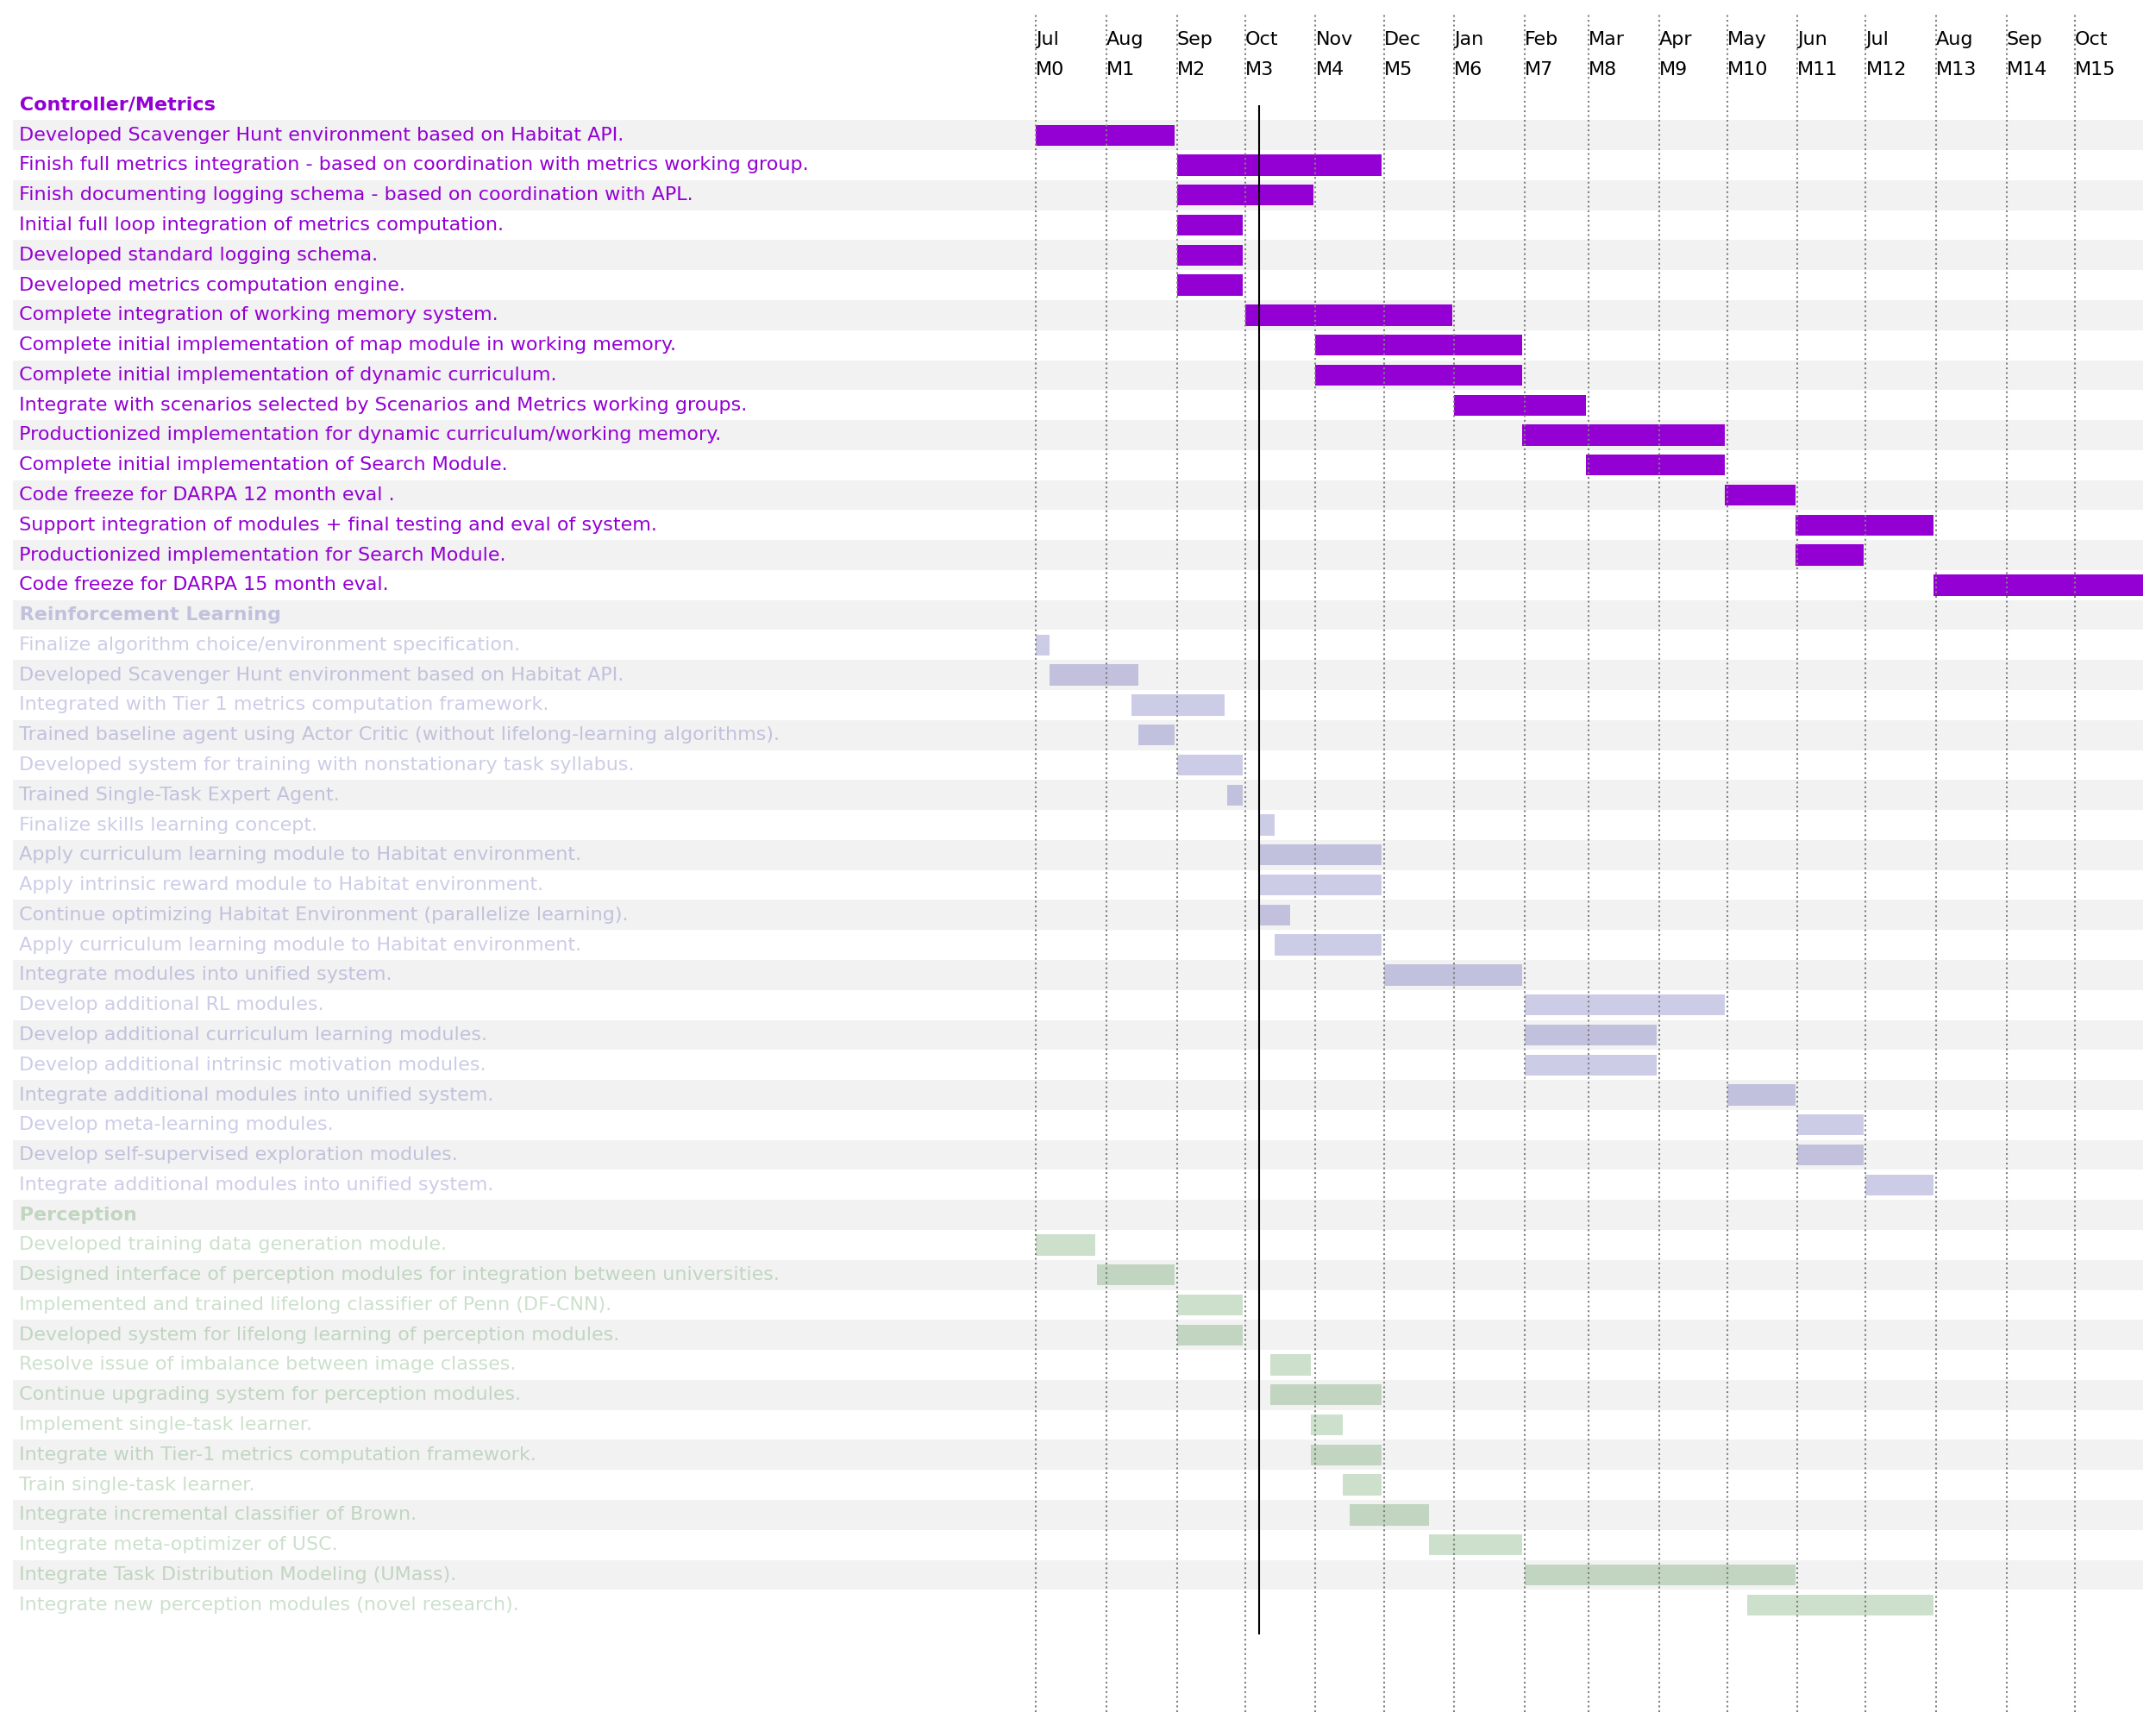 Jul Aug Sep Oct Nov Dec Jan Feb Mar Apr May Jun Jul Aug Sep Oct
M0 M1 M2 M3 M4 M5 M6 M7 M8 M9 M10 M11 M12 M13 M14 M15
Controller/Metrics
Developed Scavenger Hunt environment based on Habitat API.
Finish full metrics integration - based on coordination with metrics working group.
Finish documenting logging schema - based on coordination with APL.
Initial full loop integration of metrics computation.
Developed standard logging schema.
Developed metrics computation engine.
Complete integration of working memory system.
Complete initial implementation of map module in working memory.
Complete initial implementation of dynamic curriculum.
Integrate with scenarios selected by Scenarios and Metrics working groups.
Productionized implementation for dynamic curriculum/working memory.
Complete initial implementation of Search Module.
Code freeze for DARPA 12 month eval .
Support integration of modules + final testing and eval of system.
Productionized implementation for Search Module.
Code freeze for DARPA 15 month eval.
Reinforcement Learning
Finalize algorithm choice/environment specification.
Developed Scavenger Hunt environment based on Habitat API.
Integrated with Tier 1 metrics computation framework.
Trained baseline agent using Actor Critic (without lifelong-learning algorithms).
Developed system for training with nonstationary task syllabus.
Trained Single-Task Expert Agent.
Finalize skills learning concept.
Apply curriculum learning module to Habitat environment.
Apply intrinsic reward module to Habitat environment.
Continue optimizing Habitat Environment (parallelize learning).
Apply curriculum learning module to Habitat environment.
Integrate modules into unified system.
Develop additional RL modules.
Develop additional curriculum learning modules.
Develop additional intrinsic motivation modules.
Integrate additional modules into unified system.
Develop meta-learning modules.
Develop self-supervised exploration modules.
Integrate additional modules into unified system.
Perception
Developed training data generation module.
Designed interface of perception modules for integration between universities.
Implemented and trained lifelong classifier of Penn (DF-CNN).
Developed system for lifelong learning of perception modules.
Resolve issue of imbalance between image classes.
Continue upgrading system for perception modules.
Implement single-task learner.
Integrate with Tier-1 metrics computation framework.
Train single-task learner.
Integrate incremental classifier of Brown.
Integrate meta-optimizer of USC.
Integrate Task Distribution Modeling (UMass).
Integrate new perception modules (novel research).